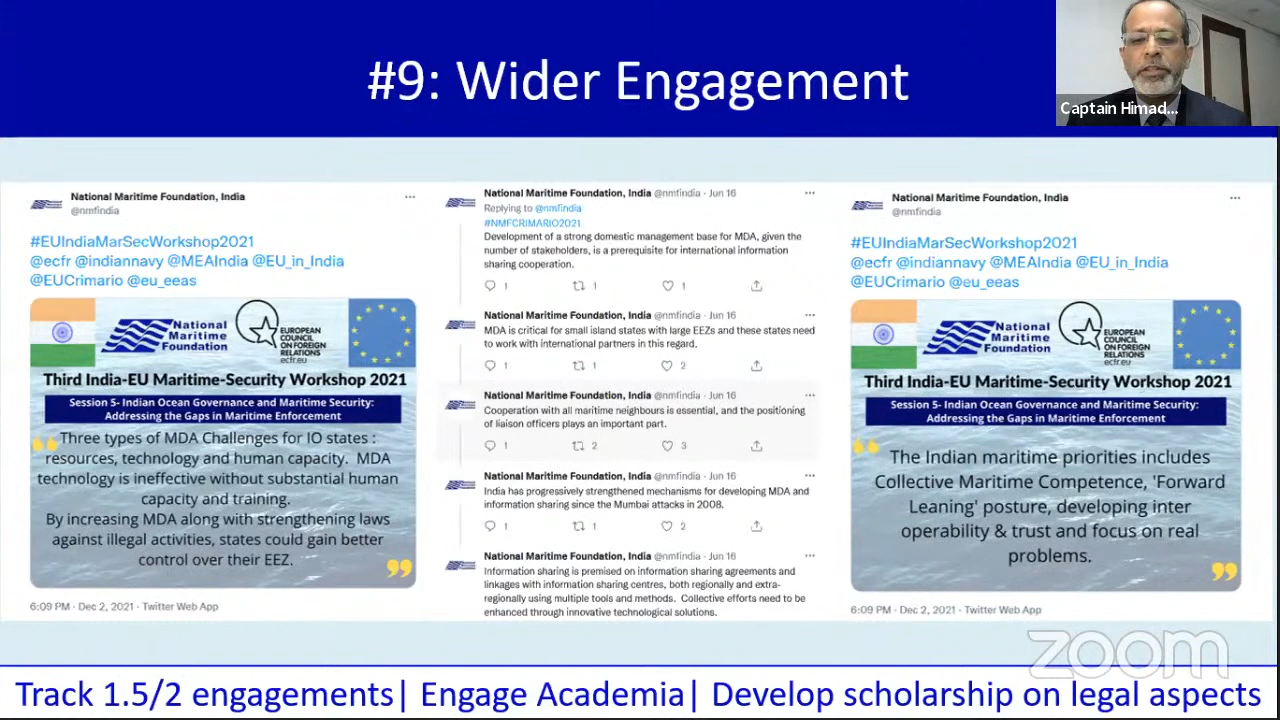 #9: Wider Engagement
Captain Himad...
National Maritime Foundation, India
@nmfindia
#EUIndiaMarSecWorkshop2021
@ecfr @indiannavy @MEAIndia @EU_in_India
@EUCrimario @eu_eeas
National
Maritime
Foundation
EUROPEAN
COUNCIL
ON FOREIGN
RELATIONS
ecfr.eu
Third India-EU Maritime-Security Workshop 2021
Session 5- Indian Ocean Governance and Maritime Security:
Addressing the Gaps in Maritime Enforcement
Three types of MDA Challenges for IO states :
resources, technology and human capacity. MDA
technology is ineffective without substantial human
capacity and training.
By increasing MDA along with strengthening laws
against illegal activities, states could gain better
control over their EEZ.
6:09 PM · Dec 2, 2021 · Twitter Web App
National Maritime Foundation, India @nmfindia · Jun 16
Replying to @nmfindia
#NMFCRIMARIO2021
Development of a strong domestic management base for MDA, given the
number of stakeholders, is a prerequisite for international information
sharing cooperation.
1 1 1
National Maritime Foundation, India @nmfindia · Jun 16
MDA is critical for small island states with large EEZs and these states need
to work with international partners in this regard.
1 1 2
National Maritime Foundation, India @nmfindia · Jun 16
Cooperation with all maritime neighbours is essential, and the positioning
of liaison officers plays an important part.
1 2 3
National Maritime Foundation, India @nmfindia · Jun 16
India has progressively strengthened mechanisms for developing MDA and
information sharing since the Mumbai attacks in 2008.
1 1 2
National Maritime Foundation, India @nmfindia · Jun 16
Information sharing is premised on information sharing agreements and
linkages with information sharing centres, both regionally and extra-
regionally using multiple tools and methods. Collective efforts need to be
enhanced through innovative technological solutions.
National Maritime Foundation, India
@nmfindia
#EUIndiaMarSecWorkshop2021
@ecfr @indiannavy @MEAIndia @EU_in_India
@EUCrimario @eu_eeas
National
Maritime
Foundation
EUROPEAN
COUNCIL
ON FOREIGN
RELATIONS
ecfr.eu
Third India-EU Maritime-Security Workshop 2021
Session 5- Indian Ocean Governance and Maritime Security:
Addressing the Gaps in Maritime Enforcement
The Indian maritime priorities includes
Collective Maritime Competence, 'Forward
Leaning' posture, developing inter
operability & trust and focus on real
problems.
6:09 PM · Dec 2, 2021 · Twitter Web App
zoom
Track 1.5/2 engagements| Engage Academia| Develop scholarship on legal aspects